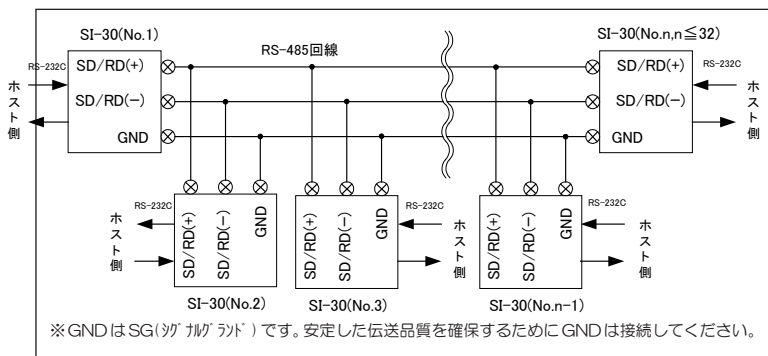 SI-30(No.1)
RS-485回線
SI-30(No.n,n≦32)
RS-232C
SD/RD(+)
SD/RD(−)
GND
ホスト側
SD/RD(+)
SD/RD(−)
GND
RS-232C
ホスト側
RS-232C
ホスト側
SD/RD(+)
SD/RD(-)
GND
SI-30(No.2)
SD/RD(+)
SD/RD(−)
GND
RS-232C
ホスト側
SI-30(No.3)
SD/RD(+)
SD/RD(−)
GND
RS-232C
ホスト側
SI-30(No.n-1)
※GNDはSG(ｼｸﾞﾅﾙｸﾞﾗﾝﾄﾞ)です。安定した伝送品質を確保するためにGNDは接続してください。